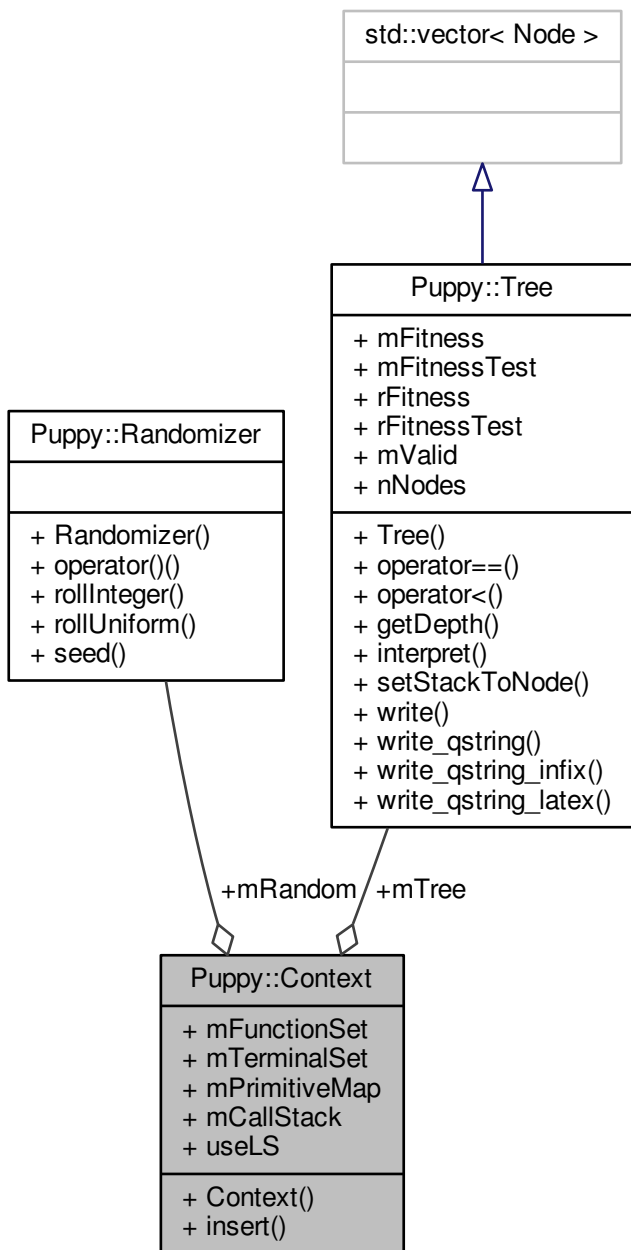 std::vector< Node >
Puppy::Tree
+ mFitness
+ mFitnessTest
+ rFitness
+ rFitnessTest
+ mValid
+ nNodes
+ Tree()
+ operator==()
+ operator<()
+ getDepth()
+ interpret()
+ setStackToNode()
+ write()
+ write_qstring()
+ write_qstring_infix()
+ write_qstring_latex()
Puppy::Randomizer
+ Randomizer()
+ operator()()
+ rollInteger()
+ rollUniform()
+ seed()
+mRandom
+mTree
Puppy::Context
+ mFunctionSet
+ mTerminalSet
+ mPrimitiveMap
+ mCallStack
+ useLS
+ Context()
+ insert()